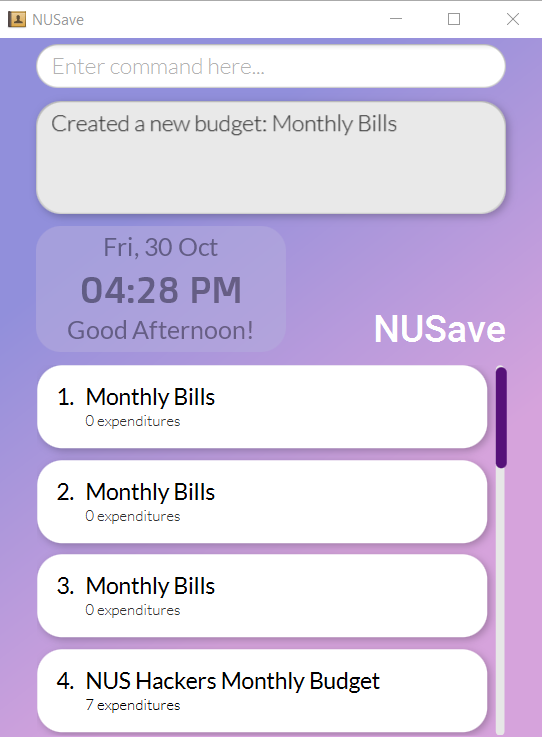 NUSave
Enter command here...
Created a new budget: Monthly Bills
Fri, 30 Oct
04:28 PM
Good Afternoon!
NUSave
1. Monthly Bills
0 expenditures
2. Monthly Bills
0 expenditures
3. Monthly Bills
0 expenditures
4. NUS Hackers Monthly Budget
7 expenditures